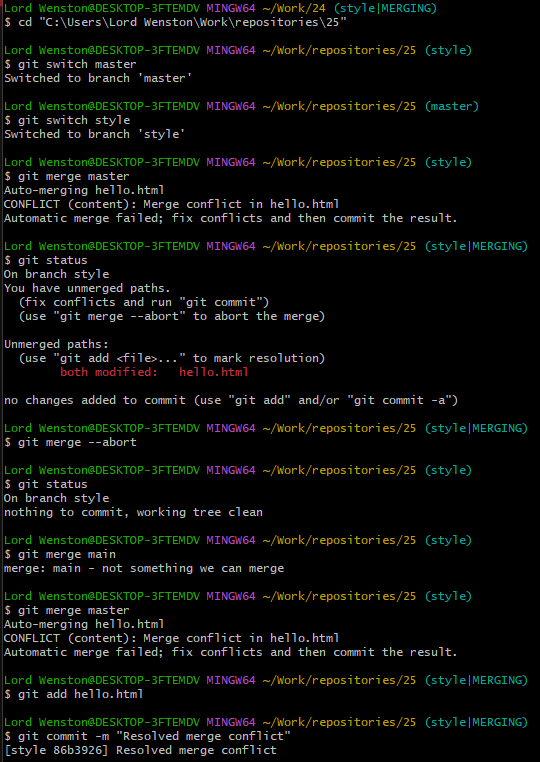 Lord Wenston@DESKTOP-3FTEMDV MINGW64 ~/Work/24 (style|MERGING)
$ cd "C:\Users\Lord Wenston\Work\repositories\25"
Lord Wenston@DESKTOP-3FTEMDV MINGW64 ~/Work/repositories/25 (style)
$ git switch master
Switched to branch 'master'
Lord Wenston@DESKTOP-3FTEMDV MINGW64 ~/Work/repositories/25 (master)
$ git switch style
Switched to branch 'style'
Lord Wenston@DESKTOP-3FTEMDV MINGW64 ~/Work/repositories/25 (style)
$ git merge master
Auto-merging hello.html
CONFLICT (content): Merge conflict in hello.html
Automatic merge failed; fix conflicts and then commit the result.
Lord Wenston@DESKTOP-3FTEMDV MINGW64 ~/Work/repositories/25 (style|MERGING)
$ git status
On branch style
You have unmerged paths.
  (fix conflicts and run "git commit")
  (use "git merge --abort" to abort the merge)
Unmerged paths:
  (use "git add <file>..." to mark resolution)
        both modified:   hello.html
no changes added to commit (use "git add" and/or "git commit -a")
Lord Wenston@DESKTOP-3FTEMDV MINGW64 ~/Work/repositories/25 (style|MERGING)
$ git merge --abort
Lord Wenston@DESKTOP-3FTEMDV MINGW64 ~/Work/repositories/25 (style)
$ git status
On branch style
nothing to commit, working tree clean
Lord Wenston@DESKTOP-3FTEMDV MINGW64 ~/Work/repositories/25 (style)
$ git merge main
merge: main - not something we can merge
Lord Wenston@DESKTOP-3FTEMDV MINGW64 ~/Work/repositories/25 (style)
$ git merge master
Auto-merging hello.html
CONFLICT (content): Merge conflict in hello.html
Automatic merge failed; fix conflicts and then commit the result.
Lord Wenston@DESKTOP-3FTEMDV MINGW64 ~/Work/repositories/25 (style|MERGING)
$ git add hello.html
Lord Wenston@DESKTOP-3FTEMDV MINGW64 ~/Work/repositories/25 (style|MERGING)
$ git commit -m "Resolved merge conflict"
[style 86b3926] Resolved merge conflict